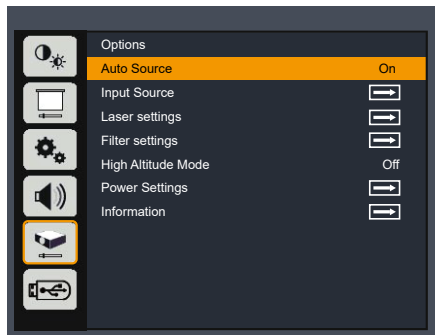 Options
Auto Source On
Input Source
Laser settings
Filter settings
High Altitude Mode Off
Power Settings
Information